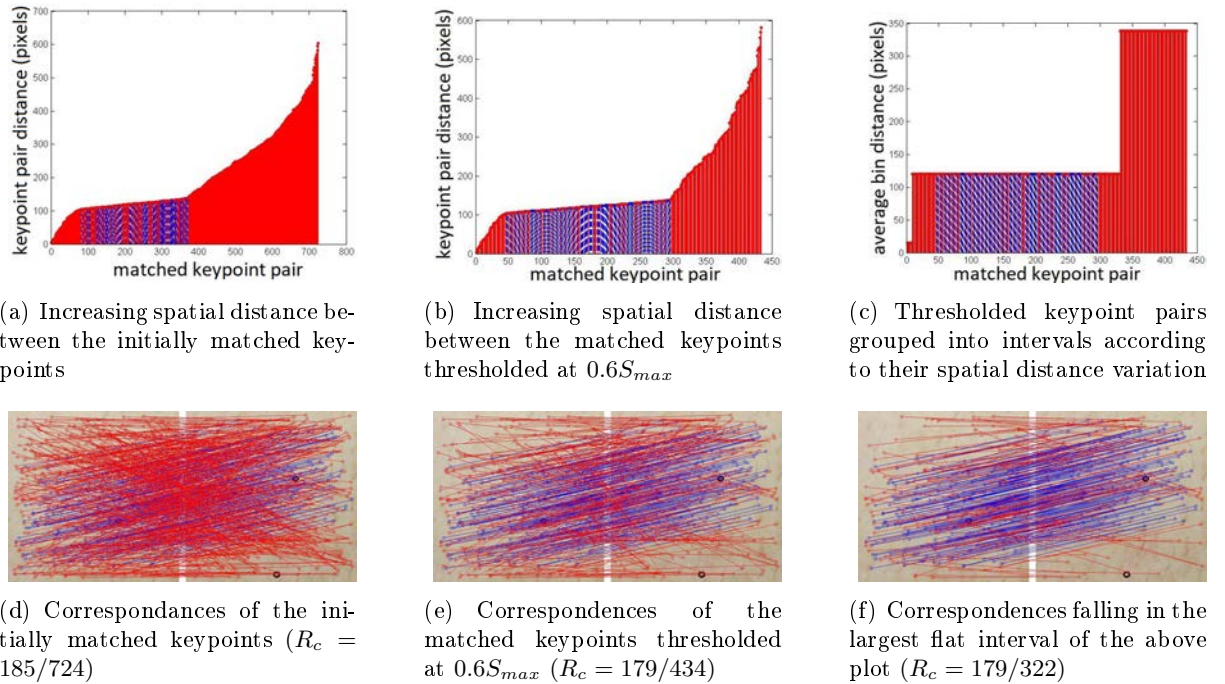 keypoint pair distance (pixels)
700
600
500
400
300
200
100
0
0 100 200 300 400 500 600 700 800
matched keypoint pair
keypoint pair distance (pixels)
600
500
400
300
200
100
0
0 50 100 150 200 250 300 350 400 450
matched keypoint pair
average bin distance (pixels)
350
300
250
200
150
100
50
0
0 50 100 150 200 250 300 350 400 450
matched keypoint pair
(a) Increasing spatial distance be-
tween the initially matched key-
points
(b) Increasing spatial distance
between the matched keypoints
thresholded at 0.6S_max
(c) Thresholded keypoint pairs
grouped into intervals according
to their spatial distance variation
(d) Correspondances of the ini-
tially matched keypoints (R_c =
185/724)
(e) Correspondences of the
matched keypoints thresholded
at 0.6S_max (R_c = 179/434)
(f) Correspondences falling in the
largest flat interval of the above
plot (R_c = 179/322)